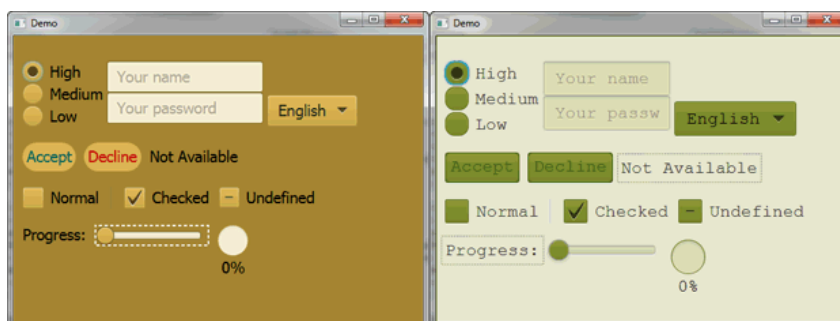 Demo
High
Medium
Low
Your name
Your password
English
Accept
Decline
Not Available
Normal
Checked
Undefined
Progress:
0%
Demo
High
Medium
Low
Your name
Your passw
English
Accept
Decline
Not Available
Normal
Checked
Undefined
Progress:
0%